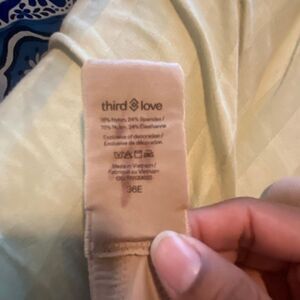 third love
76% Nylon, 24% Spandex /
76% Nylon, 24% Élasthanne
Exclusive of decoration /
Exclusive de décoration
Made in Vietnam /
Fabriqué au Vietnam
36E